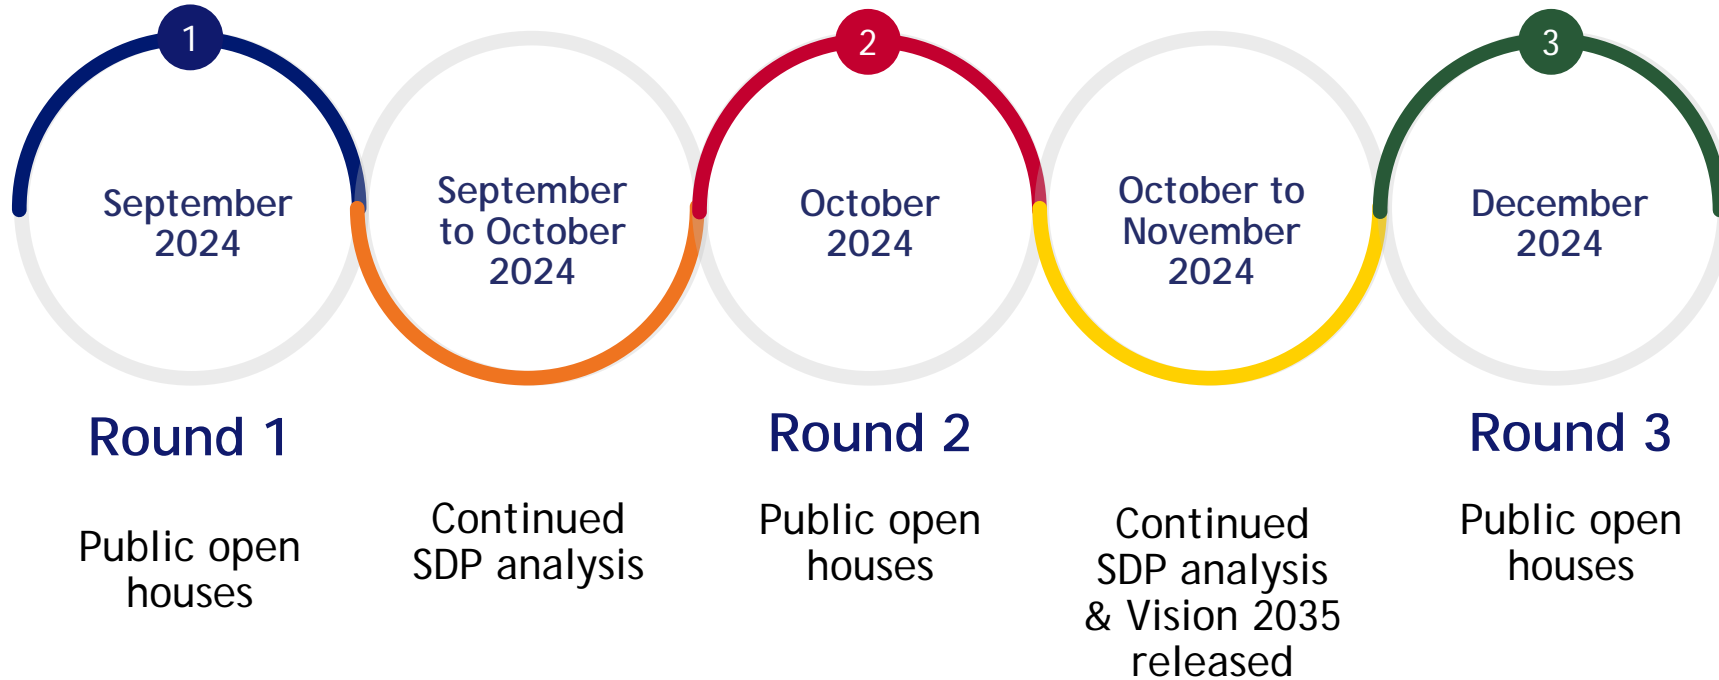 1
September
2024
Round 1
Public open
houses
September
to October
2024
Continued
SDP analysis
2
October
2024
Round 2
Public open
houses
October to
November
2024
Continued
SDP analysis
& Vision 2035
released
3
December
2024
Round 3
Public open
houses